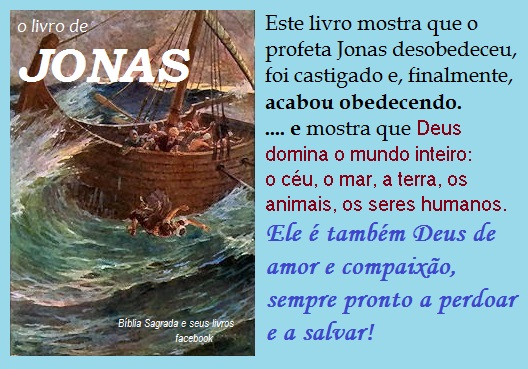 o livro de
JONAS
Bíblia Sagrada e seus livros
facebook
Este livro mostra que o
profeta Jonas desobedeceu,
foi castigado e, finalmente,
acabou obedecendo.
.... e mostra que Deus
domina o mundo inteiro:
o céu, o mar, a terra, os
animais, os seres humanos.
Ele é também Deus de
amor e compaixão,
sempre pronto a perdoar
e a salvar!